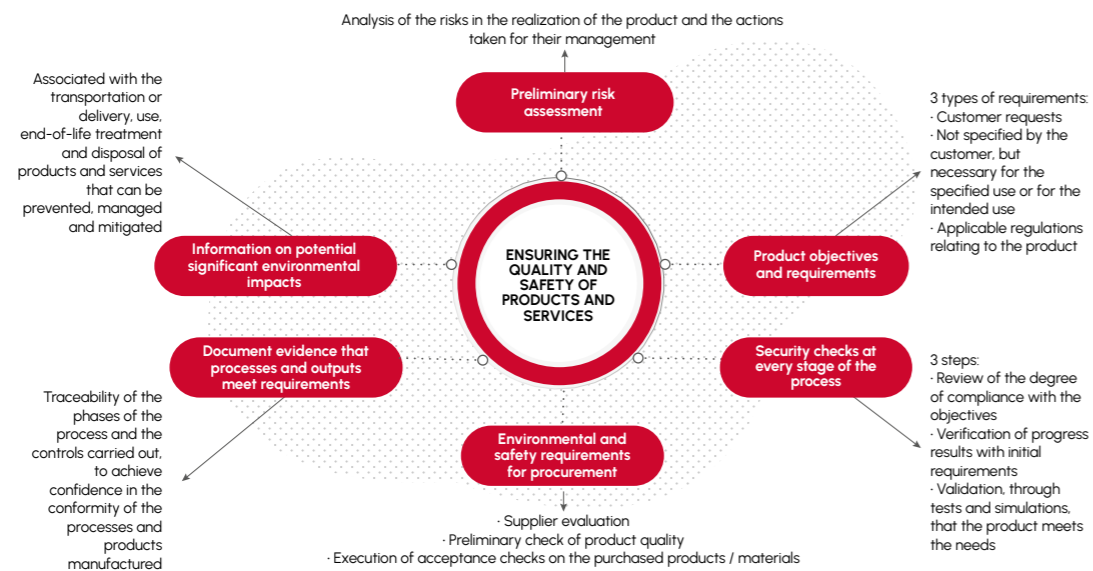 Analysis of the risks in the realization of the product and the actions
taken for their management
Preliminary risk
assessment
Associated with the
transportation or
delivery, use,
end-of-life treatment
and disposal of
products and services
that can be
prevented, managed
and mitigated
Information on potential
significant environmental
impacts
ENSURING THE
QUALITY AND
SAFETY OF
PRODUCTS AND
SERVICES
Product objectives
and requirements
3 types of requirements:
· Customer requests
· Not specified by the
customer, but
necessary for the
specified use or for the
intended use
· Applicable regulations
relating to the product
Document evidence that
processes and outputs
meet requirements
Traceability of the
phases of the
process and the
controls carried out,
to achieve
confidence in the
conformity of the
processes and
products
manufactured
Environmental and
safety requirements
for procurement
· Supplier evaluation
· Preliminary check of product quality
· Execution of acceptance checks on the purchased products / materials
Security checks at
every stage of the
process
3 steps:
· Review of the degree
of compliance with the
objectives
· Verification of progress
results with initial
requirements
· Validation, through
tests and simulations,
that the product meets
the needs